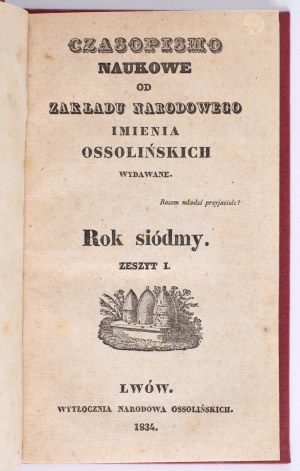 CZASOPISMO
NAUKOWE
OD
ZAKŁADU NARODOWEGO
IMIENIA
OSSOLIŃSKICH
WYDAWANE.
Razem młodzi przyjaciele!
Rok siódmy.
ZESZYT I.
LWÓW.
WYTŁOCZNIA NARODOWA OSSOLIŃSKICH.
1834.